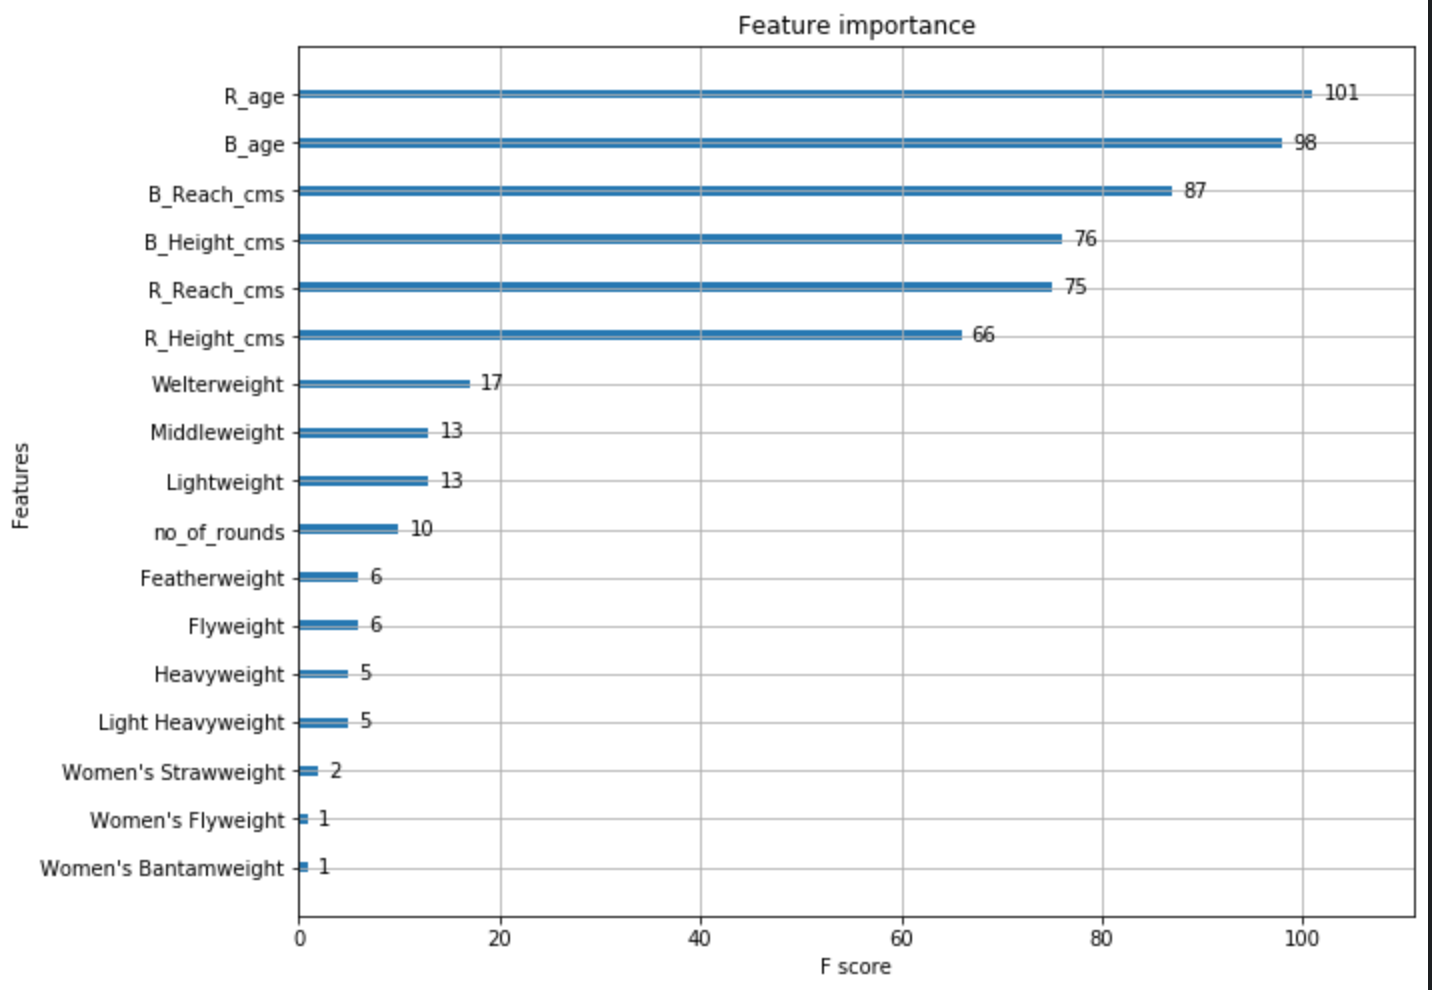 Feature importance
R_age 101
B_age 98
B_Reach_cms 87
B_Height_cms 76
R_Reach_cms 75
R_Height_cms 66
Welterweight 17
Middleweight 13
Lightweight 13
no_of_rounds 10
Featherweight 6
Flyweight 6
Heavyweight 5
Light Heavyweight 5
Women's Strawweight 2
Women's Flyweight 1
Women's Bantamweight 1
Features
0 20 40 60 80 100
F score